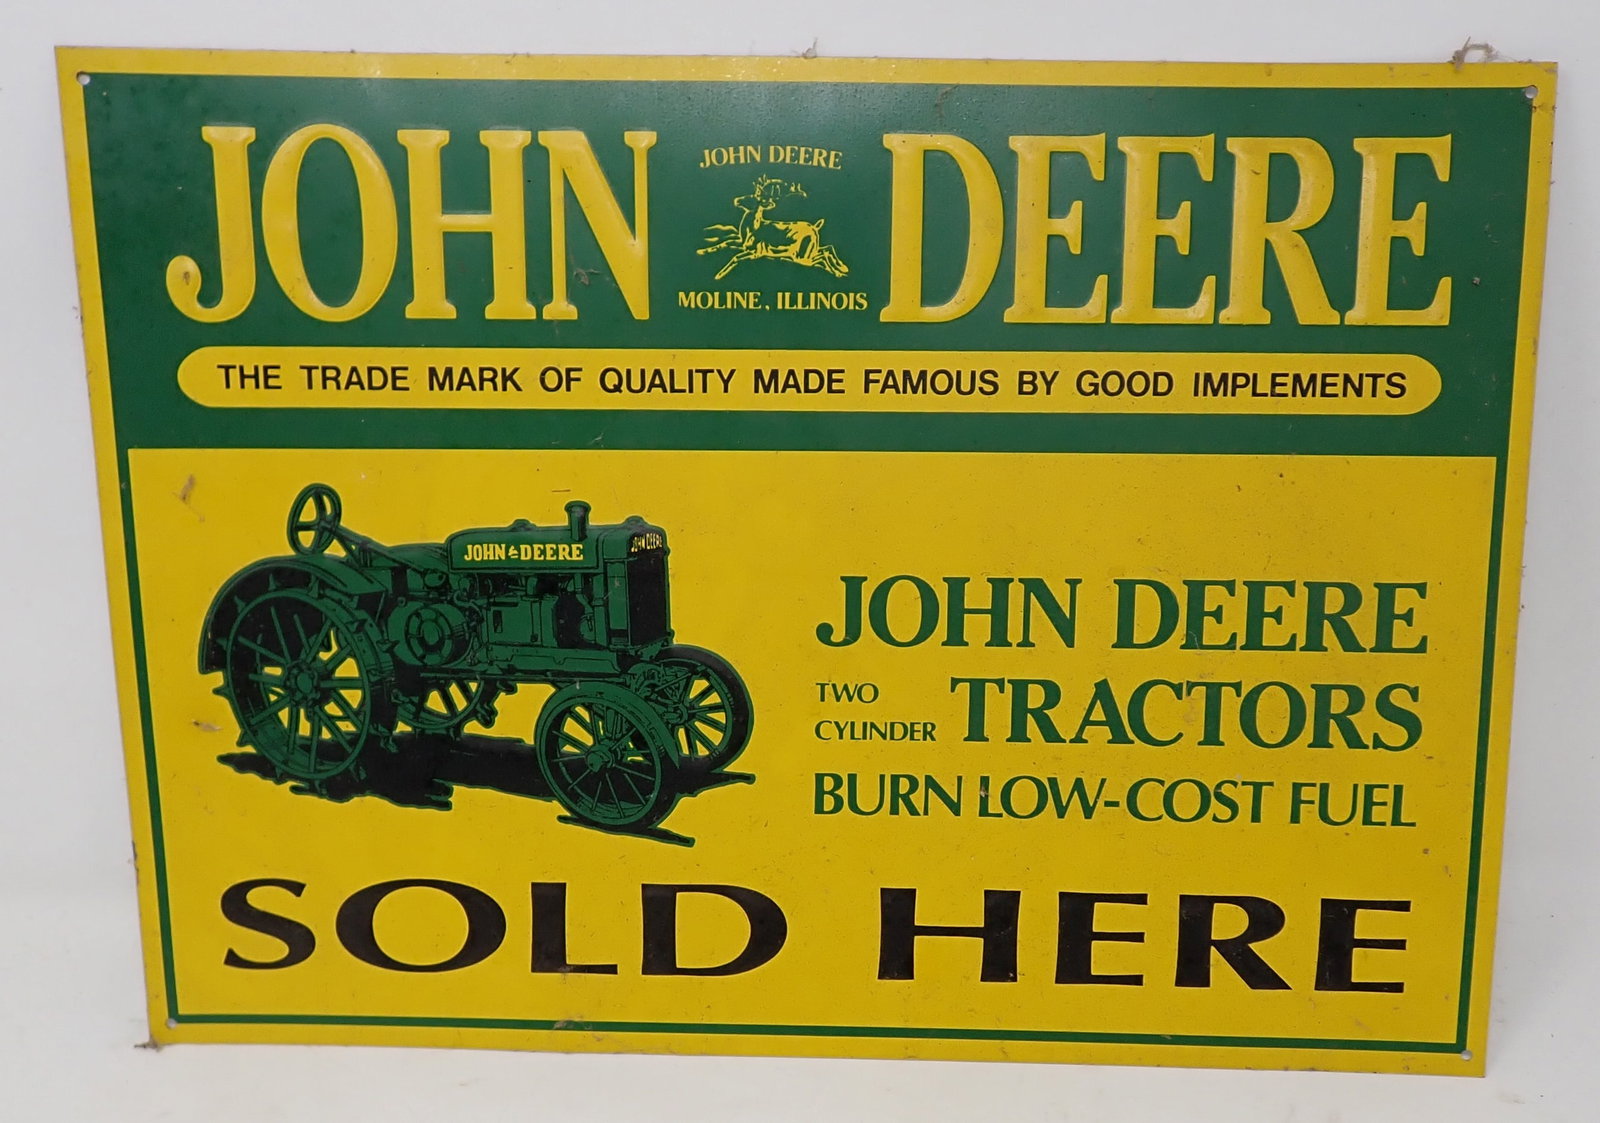 JOHN DEERE
JOHN DEERE
MOLINE, ILLINOIS
THE TRADE MARK OF QUALITY MADE FAMOUS BY GOOD IMPLEMENTS
JOHN DEERE
JOHN DEERE
JOHN DEERE
TWO CYLINDER TRACTORS
BURN LOW-COST FUEL
SOLD HERE